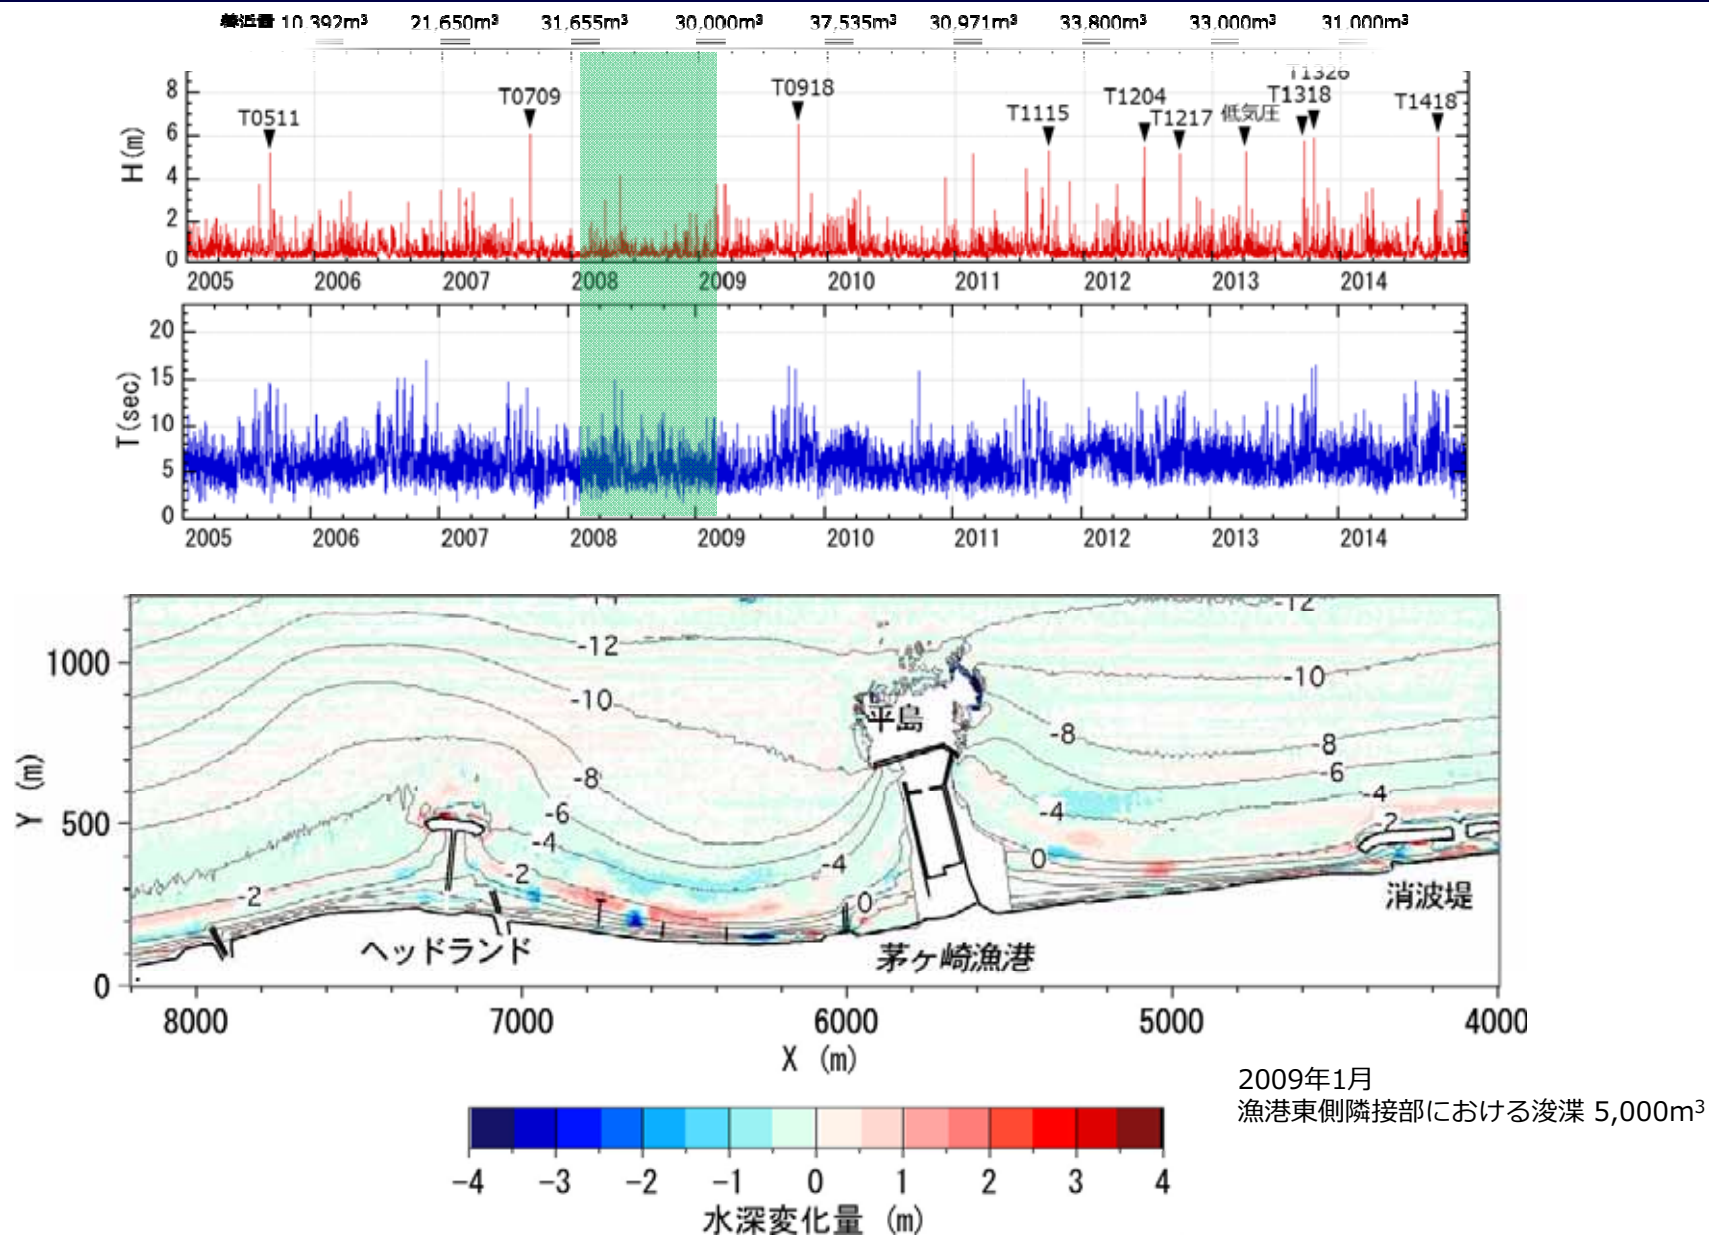 養浜量 10,392m³ 21,650m³ 31,655m³ 30,000m³ 37,535m³ 30,971m³ 33,800m³ 33,000m³ 31,000m³
T0511 T0709 T0918 T1115 T1204 T1217 低気圧 T1318 T1326 T1418
H(m)
8
6
4
2
0
2005 2006 2007 2008 2009 2010 2011 2012 2013 2014
T(sec)
20
15
10
5
0
2005 2006 2007 2008 2009 2010 2011 2012 2013 2014
Y (m)
1000
500
0
-12 -12
-10 -10
平島
-8 -8 -8
-6 -6
-4 -4 -4 -4
-2 -2 -2
0 0
ヘッドランド
茅ヶ崎漁港
消波堤
8000 7000 6000 5000 4000
X (m)
2009年1月
漁港東側隣接部における浚渫 5,000m³
-4 -3 -2 -1 0 1 2 3 4
水深変化量 (m)